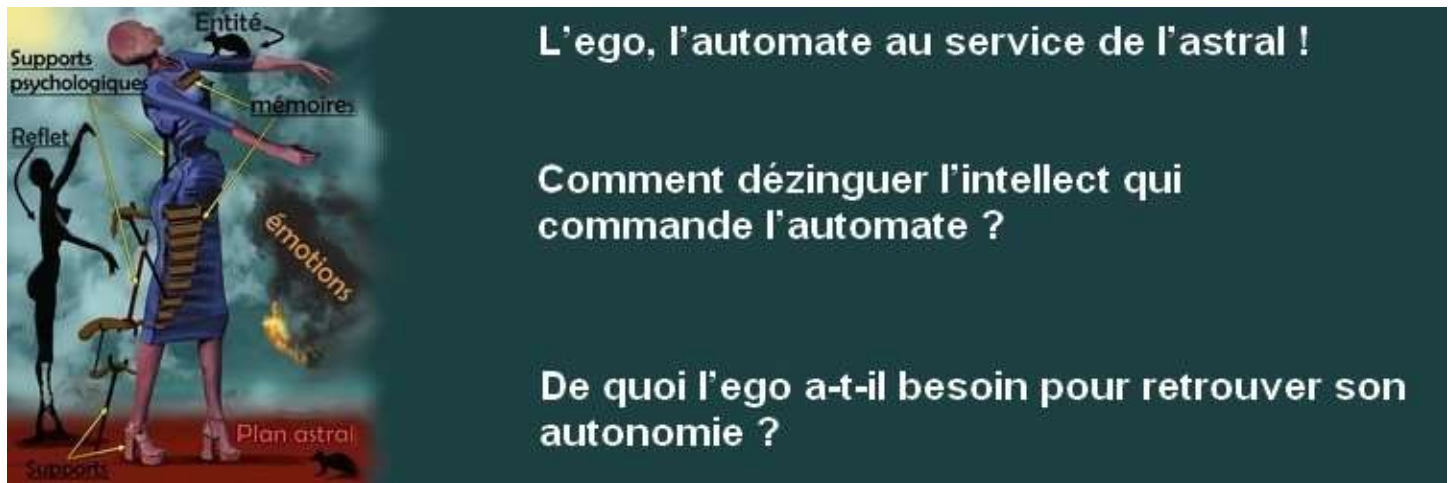 Entité
Supports
psychologiques
mémoires
Reflet
émotions
Plan astral
Supports
L'ego, l'automate au service de l'astral !
Comment dézinguer l'intellect qui
commande l'automate ?
De quoi l'ego a-t-il besoin pour retrouver son
autonomie ?